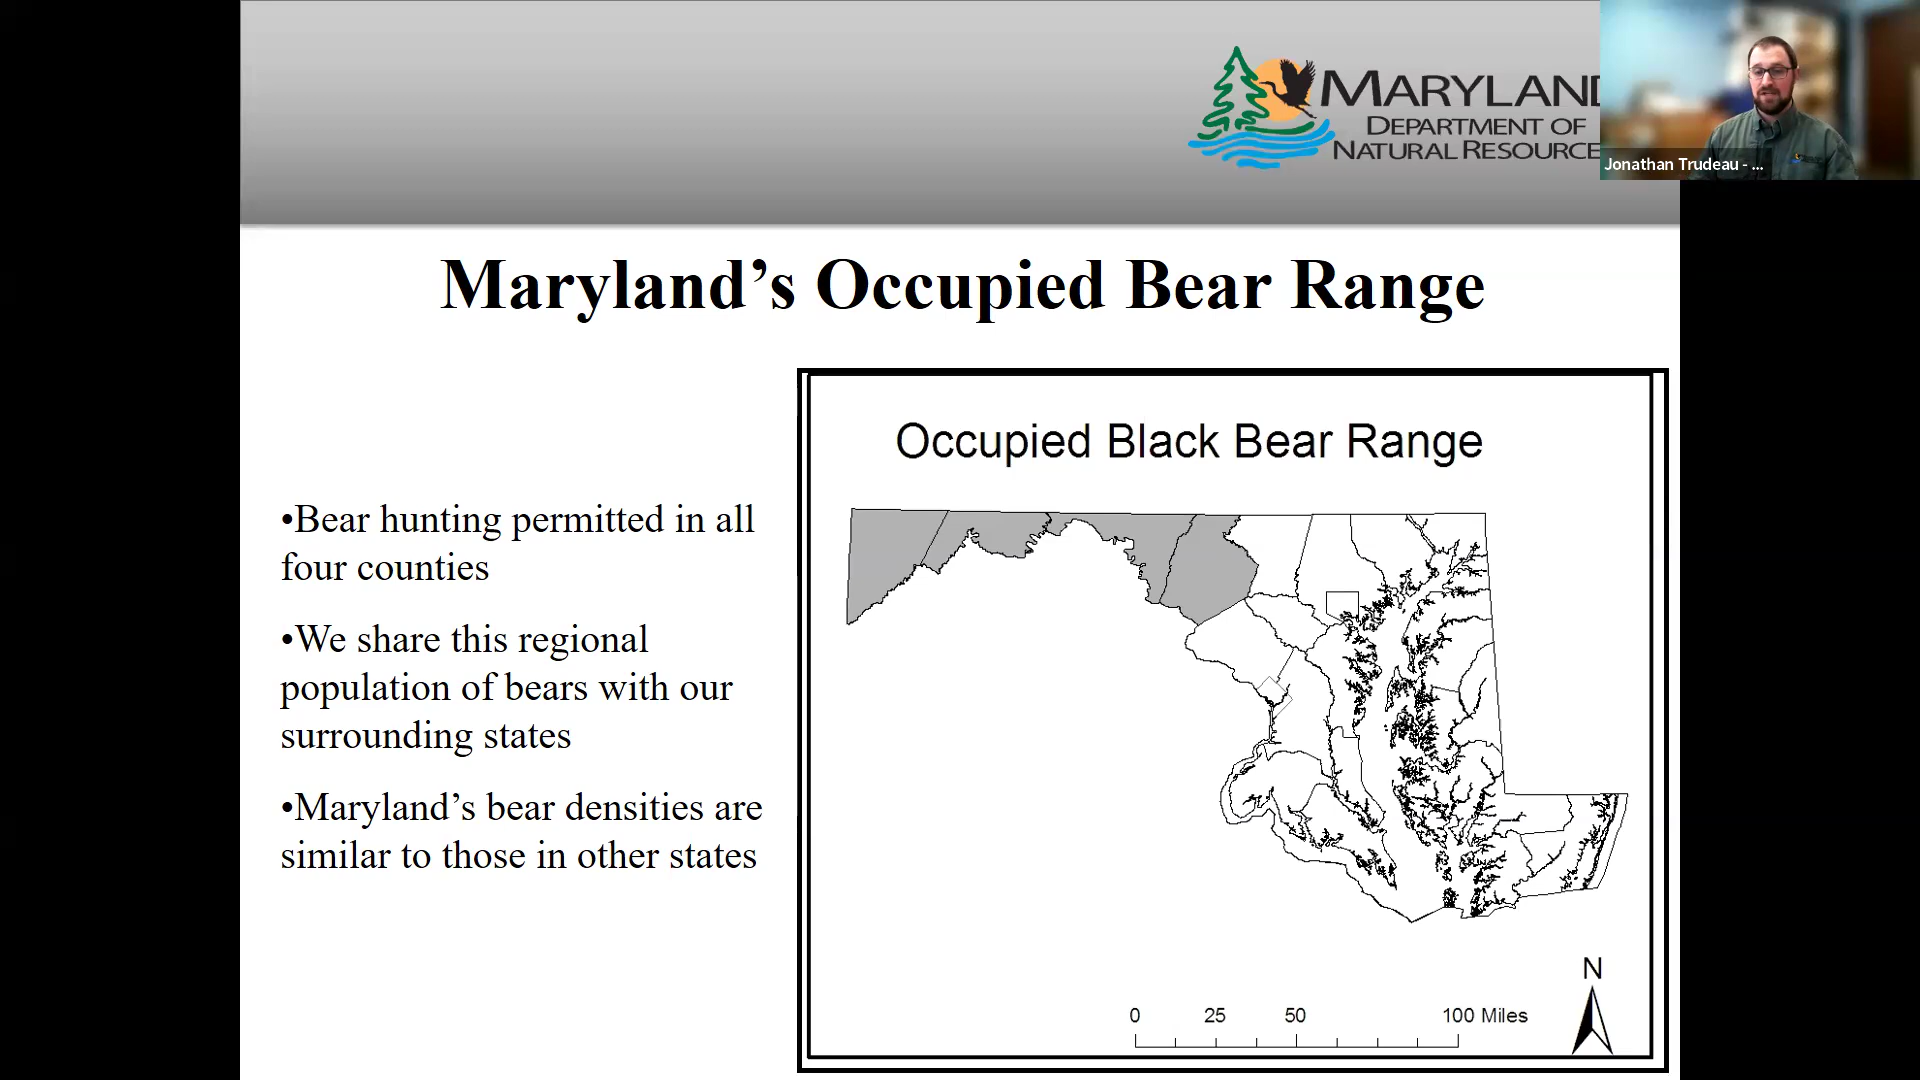 MARYLAND
DEPARTMENT OF
NATURAL RESOURCE
Jonathan Trudeau - ...
Maryland’s Occupied Bear Range
•Bear hunting permitted in all
four counties
•We share this regional
population of bears with our
surrounding states
•Maryland’s bear densities are
similar to those in other states
Occupied Black Bear Range
N
0 25 50 100 Miles